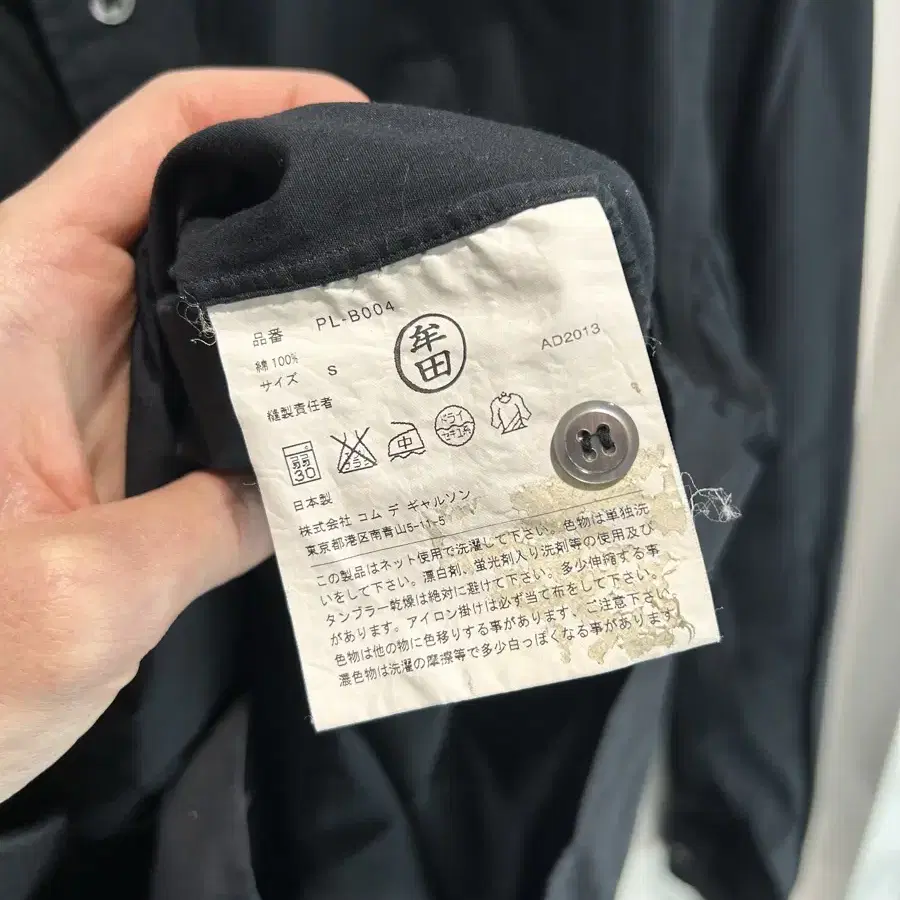 品番 PL-B004
綿 100%
サイズ S
牟田
AD2013
縫製責任者
弱
30
中
ドライ
セキユ系
日本製
株式会社 コム デ ギャルソン
東京都港区南青山5-11-5
この製品はネット使用で洗濯して下さい。色物は単独洗
いをして下さい。漂白剤、蛍光剤入り洗剤等の使用及び
タンブラー乾燥は絶対に避けて下さい。多少伸縮する事
があります。アイロン掛けは必ず当て布をして下さい。
色物は他の物に色移りする事があります。ご注意下さい。
濃色物は洗濯の摩擦等で多少白っぽくなる事があります。